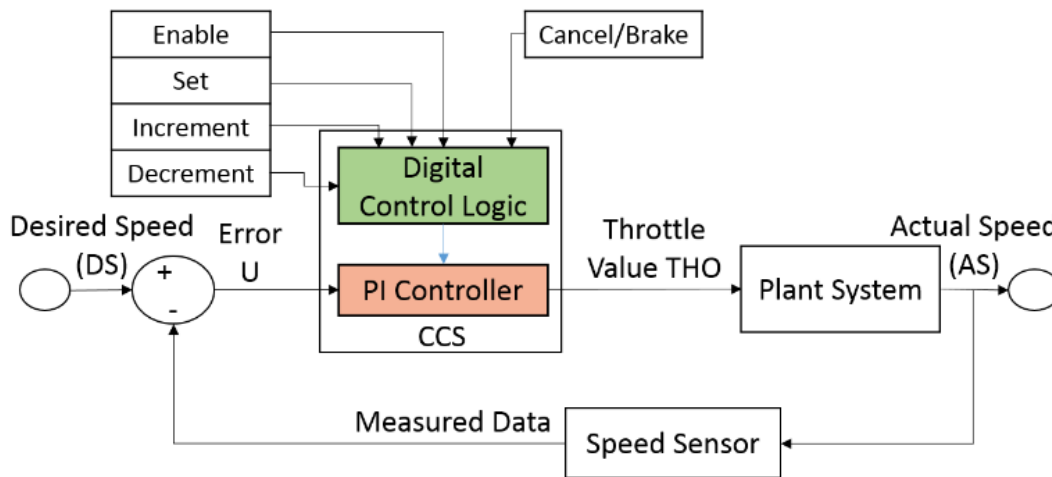 Enable
Cancel/Brake
Set
Increment
Decrement
Digital
Control Logic
Desired Speed
(DS)
+
-
Error
U
PI Controller
CCS
Throttle
Value THO
Plant System
Actual Speed
(AS)
Measured Data
Speed Sensor